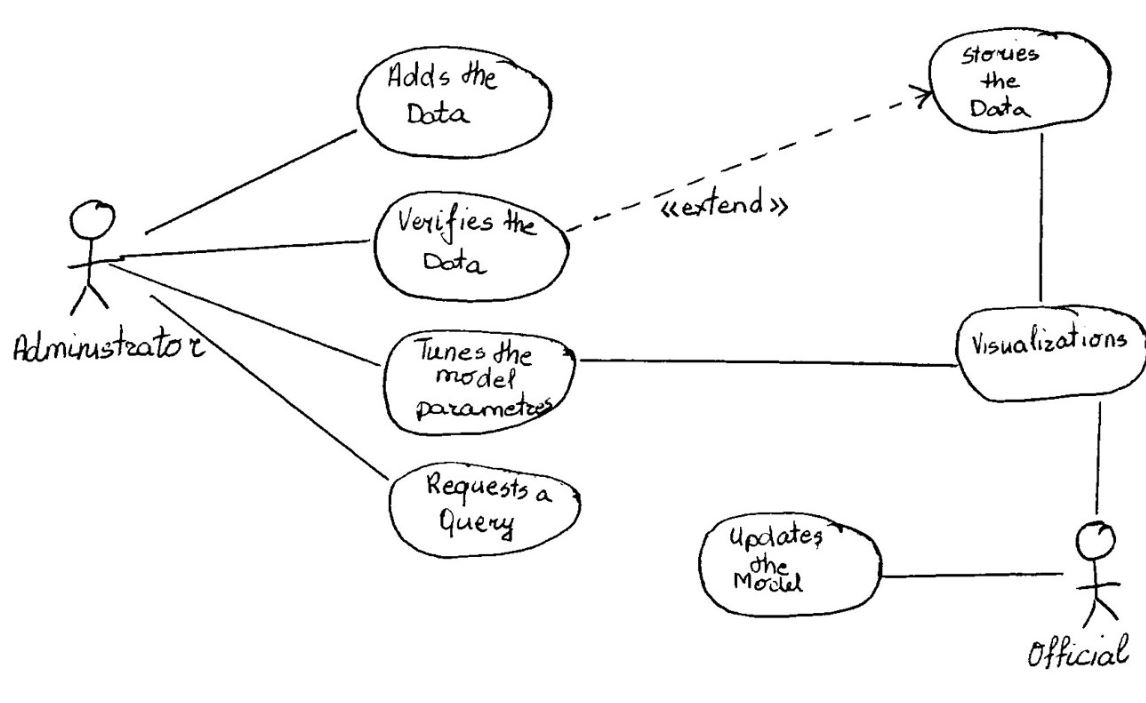 Adds the
Data
Stories
the
Data
Verifies the
Data
«extend»
Administrator
Tunes the
model
parametres
Visualizations
Requests a
Query
Updates
the
Model
Official